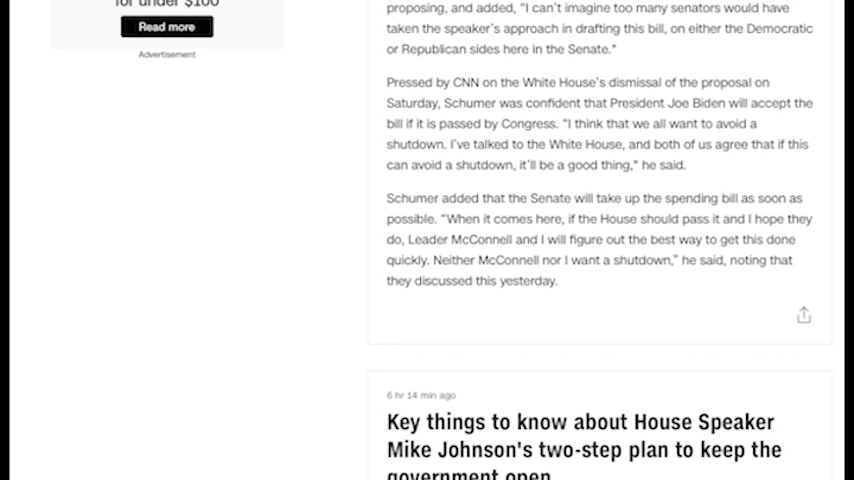 for under $100
Read more
Advertisement
proposing, and added, "I can't imagine too many senators would have
taken the speaker's approach in drafting this bill, on either the Democratic
or Republican sides here in the Senate."
Pressed by CNN on the White House's dismissal of the proposal on
Saturday, Schumer was confident that President Joe Biden will accept the
bill if it is passed by Congress. "I think that we all want to avoid a
shutdown. I've talked to the White House, and both of us agree that if this
can avoid a shutdown, it'll be a good thing," he said.
Schumer added that the Senate will take up the spending bill as soon as
possible. "When it comes here, if the House should pass it and I hope they
do, Leader McConnell and I will figure out the best way to get this done
quickly. Neither McConnell nor I want a shutdown," he said, noting that
they discussed this yesterday.
6 hr 14 min ago
Key things to know about House Speaker
Mike Johnson's two-step plan to keep the
government open